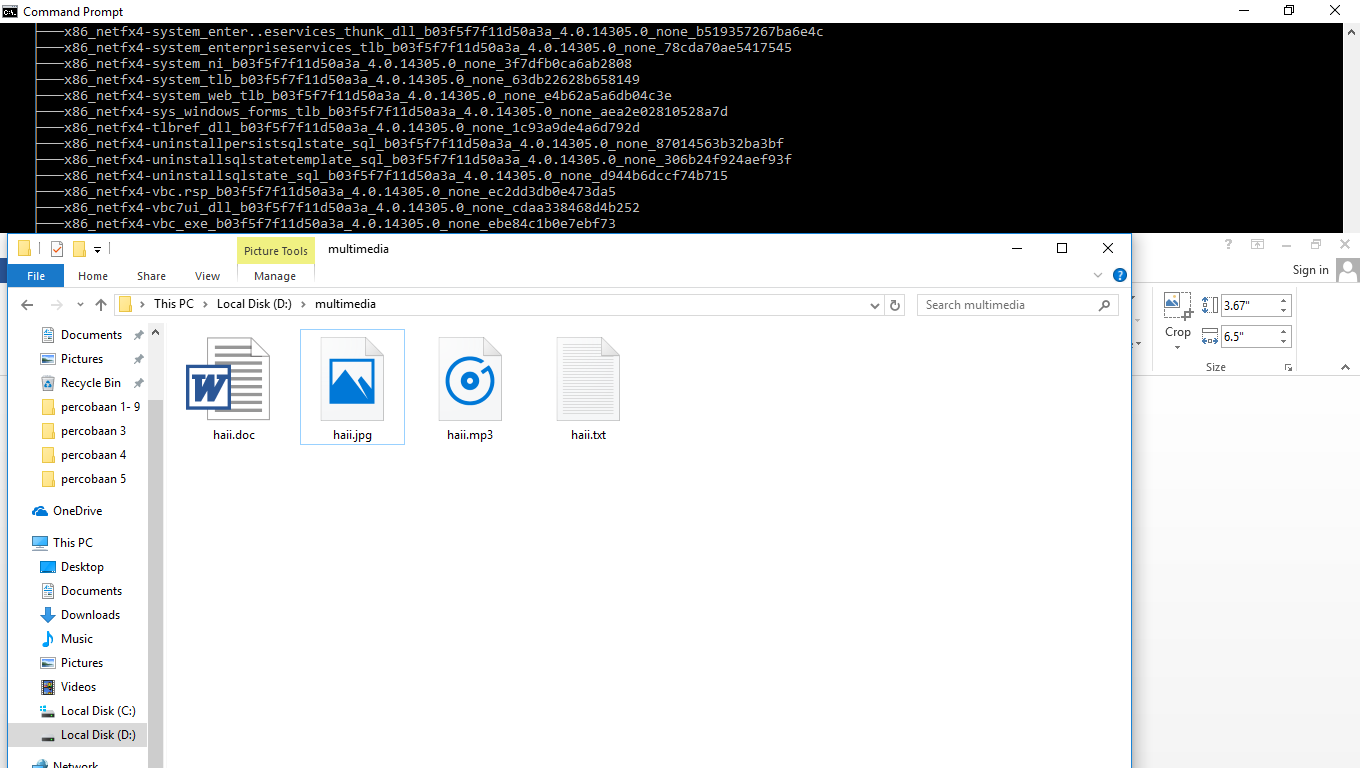 Command Prompt
├───x86_netfx4-system_enter..eservices_thunk_dll_b03f5f7f11d50a3a_4.0.14305.0_none_b519357267ba6e4c
├───x86_netfx4-system_enterpriseservices_tlb_b03f5f7f11d50a3a_4.0.14305.0_none_78cda70ae5417545
├───x86_netfx4-system_ni_b03f5f7f11d50a3a_4.0.14305.0_none_3f7dfb0ca6ab2808
├───x86_netfx4-system_tlb_b03f5f7f11d50a3a_4.0.14305.0_none_63db22628b658149
├───x86_netfx4-system_web_tlb_b03f5f7f11d50a3a_4.0.14305.0_none_e4b62a5a6db04c3e
├───x86_netfx4-sys_windows_forms_tlb_b03f5f7f11d50a3a_4.0.14305.0_none_aea2e02810528a7d
├───x86_netfx4-tlbref_dll_b03f5f7f11d50a3a_4.0.14305.0_none_1c93a9de4a6d792d
├───x86_netfx4-uninstallpersistsqlstate_sql_b03f5f7f11d50a3a_4.0.14305.0_none_87014563b32ba3bf
├───x86_netfx4-uninstallsqlstatetemplate_sql_b03f5f7f11d50a3a_4.0.14305.0_none_306b24f924aef93f
├───x86_netfx4-uninstallsqlstate_sql_b03f5f7f11d50a3a_4.0.14305.0_none_d944b6dccf74b715
├───x86_netfx4-vbc.rsp_b03f5f7f11d50a3a_4.0.14305.0_none_ec2dd3db0e473da5
├───x86_netfx4-vbc7ui_dll_b03f5f7f11d50a3a_4.0.14305.0_none_cdaa338468d4b252
├───x86_netfx4-vbc_exe_b03f5f7f11d50a3a_4.0.14305.0_none_ebe84c1b0e7ebf73
Picture Tools multimedia
File Home Share View Manage
This PC > Local Disk (D:) > multimedia
Search multimedia
Documents
Pictures
Recycle Bin
percobaan 1- 9
percobaan 3
percobaan 4
percobaan 5
OneDrive
This PC
Desktop
Documents
Downloads
Music
Pictures
Videos
Local Disk (C:)
Local Disk (D:)
Network
haii.doc
haii.jpg
haii.mp3
haii.txt
Sign in
3.67"
Crop
6.5"
Size